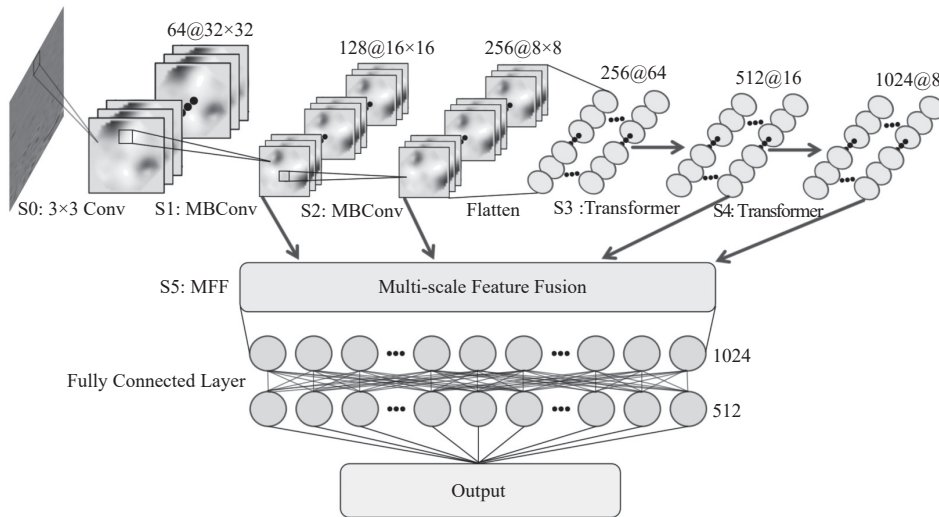 64@32×32
128@16×16
256@8×8
256@64
512@16
1024@8
S0: 3×3 Conv
S1: MBConv
S2: MBConv
Flatten
S3 :Transformer
S4: Transformer
S5: MFF
Multi-scale Feature Fusion
1024
Fully Connected Layer
512
Output